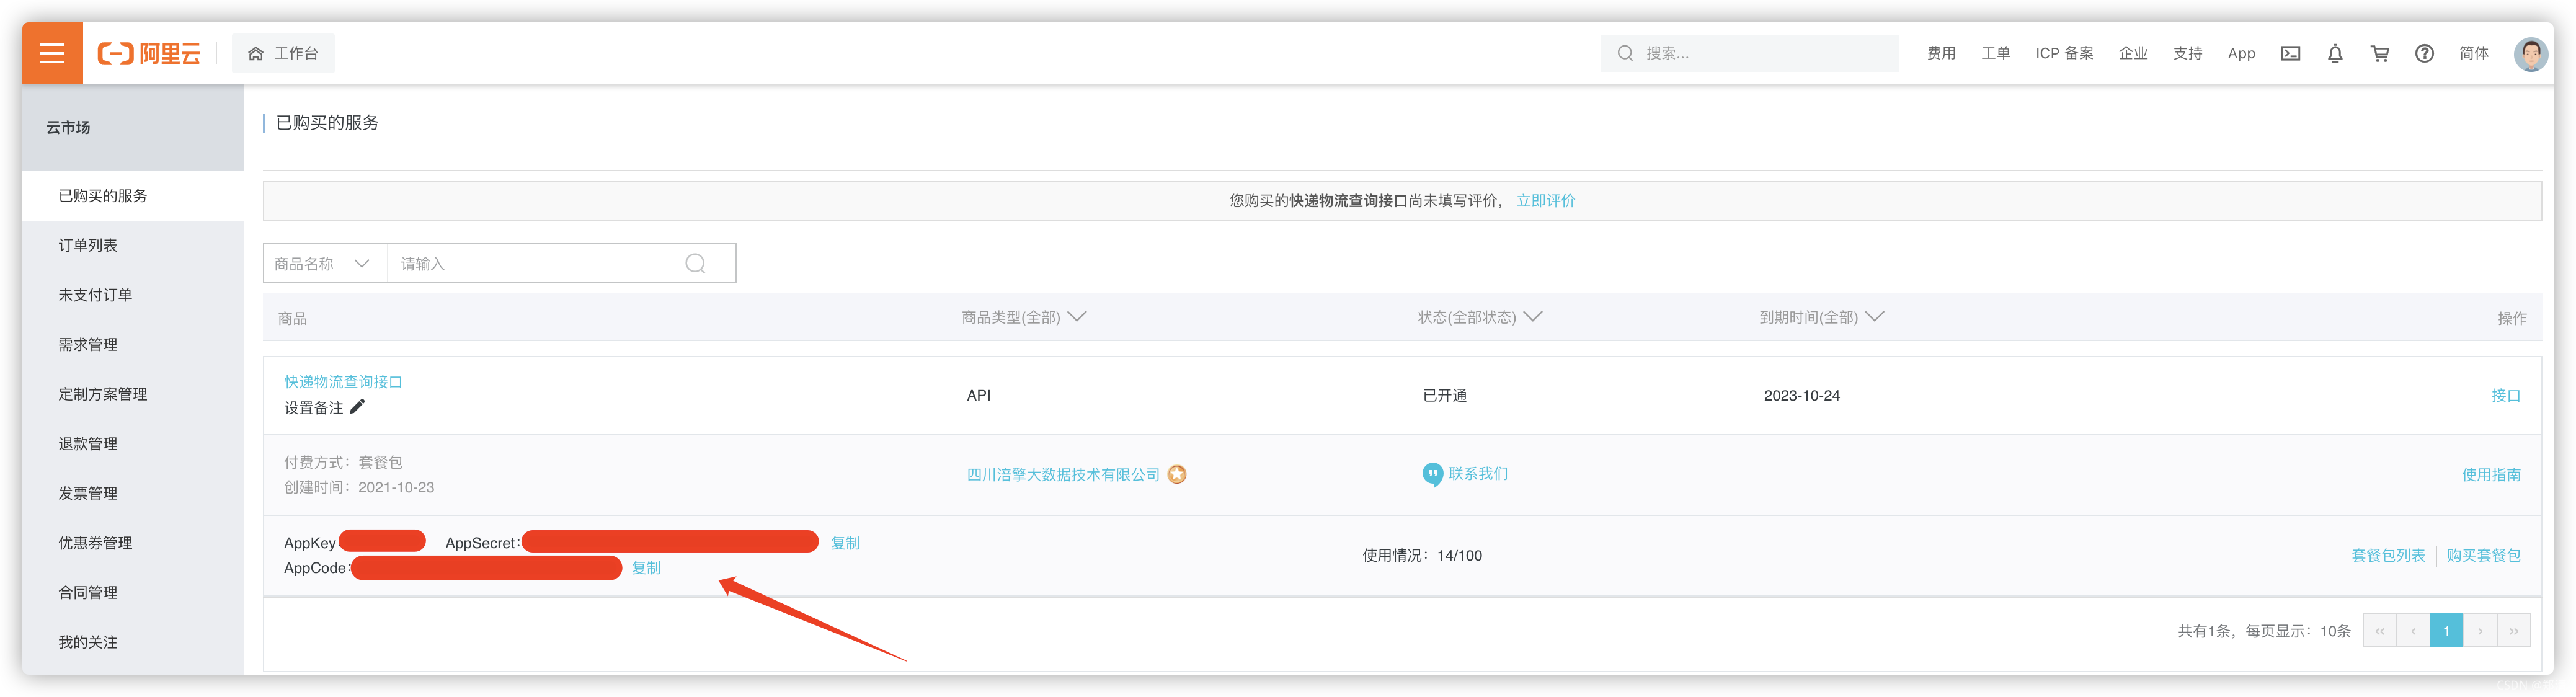 阿里云
工作台
搜索...
费用 工单 ICP 备案 企业 支持 App 简体
云市场
已购买的服务
订单列表
未支付订单
需求管理
定制方案管理
退款管理
发票管理
优惠券管理
合同管理
我的关注
已购买的服务
您购买的快递物流查询接口尚未填写评价， 立即评价
商品名称 请输入
商品 商品类型(全部) 状态(全部状态) 到期时间(全部) 操作
快递物流查询接口
设置备注
API 已开通 2023-10-24 接口
付费方式：套餐包
创建时间：2021-10-23
四川涪擎大数据技术有限公司 联系我们 使用指南
AppKey AppSecret: 复制
AppCode: 复制
使用情况：14/100 套餐包列表 购买套餐包
共有1条，每页显示：10条 « ‹ 1 › »